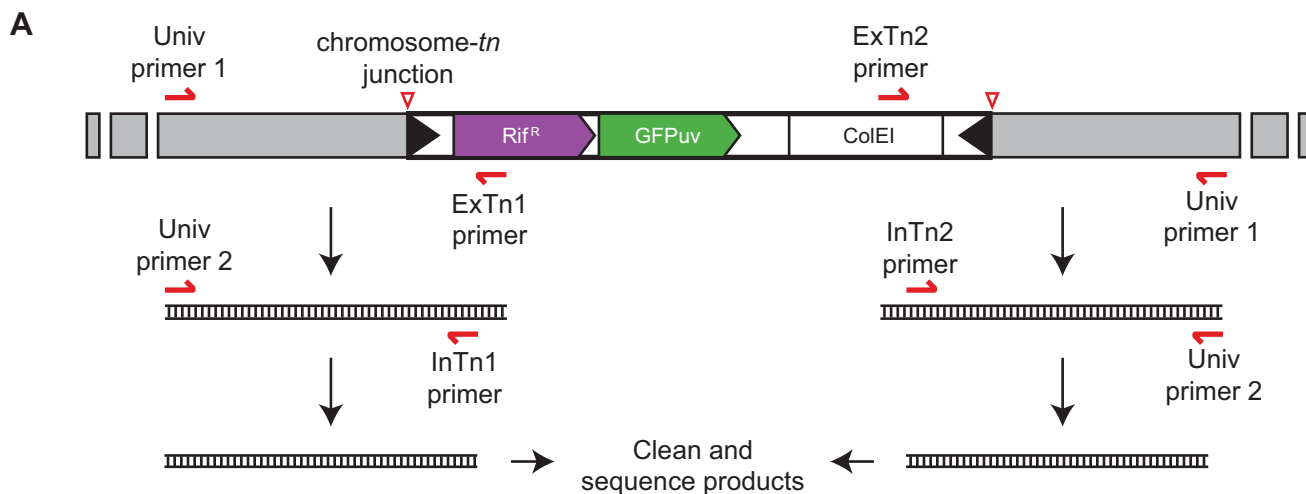 A
Univ
primer 1
chromosome-tn
junction
ExTn2
primer
Rif^R
GFPuv
ColEI
ExTn1
primer
Univ
primer 1
Univ
primer 2
InTn2
primer
InTn1
primer
Univ
primer 2
Clean and
sequence products